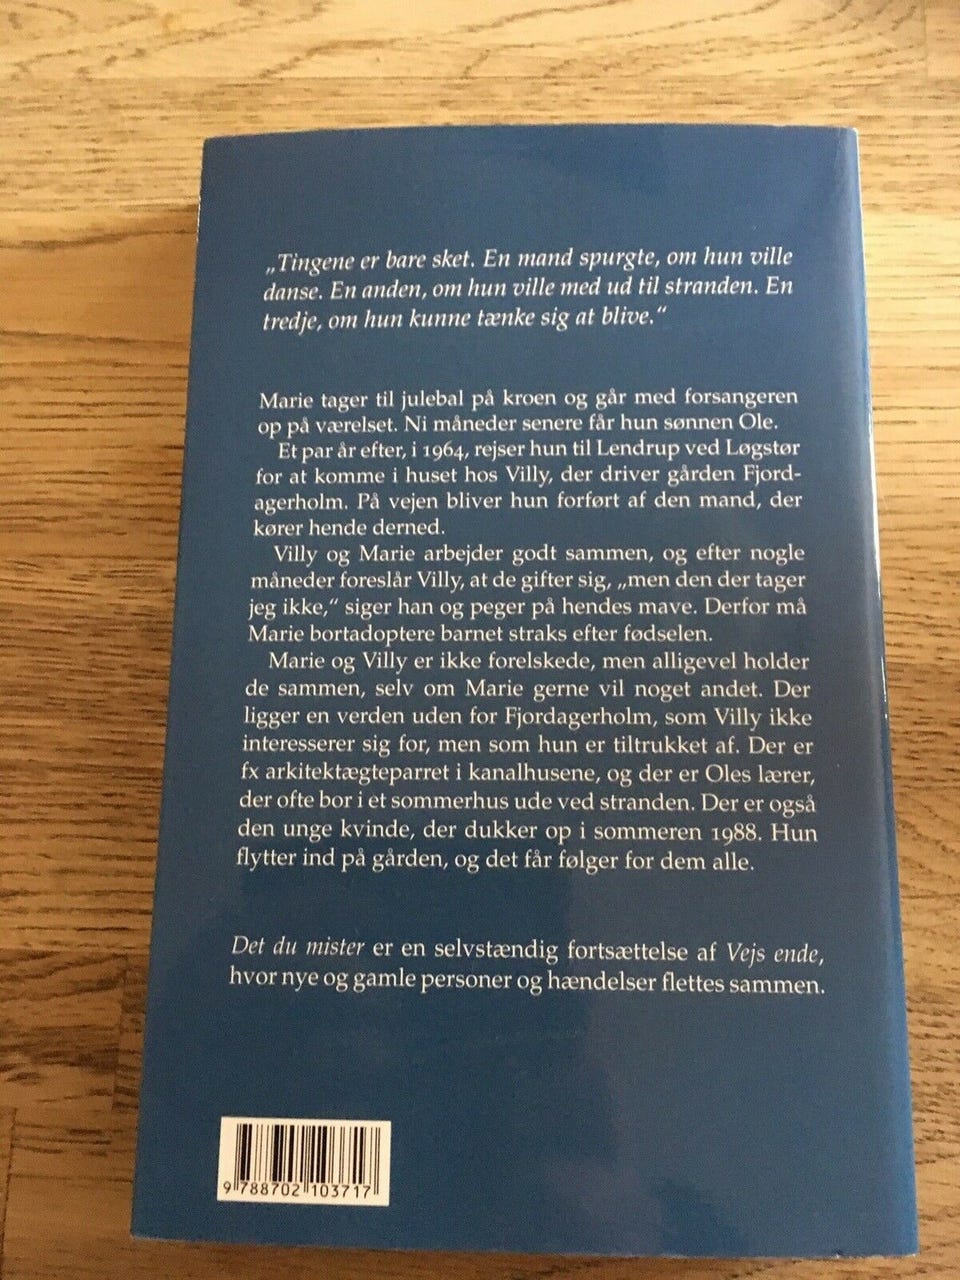 „Tingene er bare sket. En mand spurgte, om hun ville
danse. En anden, om hun ville med ud til stranden. En
tredje, om hun kunne tænke sig at blive.“
Marie tager til julebal på kroen og går med forsangeren
op på værelset. Ni måneder senere får hun sønnen Ole.
Et par år efter, i 1964, rejser hun til Lendrup ved Løgstør
for at komme i huset hos Villy, der driver gården Fjord-
agerholm. På vejen bliver hun forført af den mand, der
kører hende derned.
Villy og Marie arbejder godt sammen, og efter nogle
måneder foreslår Villy, at de gifter sig, „men den der tager
jeg ikke,“ siger han og peger på hendes mave. Derfor må
Marie bortadoptere barnet straks efter fødselen.
Marie og Villy er ikke forelskede, men alligevel holder
de sammen, selv om Marie gerne vil noget andet. Der
ligger en verden uden for Fjordagerholm, som Villy ikke
interesserer sig for, men som hun er tiltrukket af. Der er
fx arkitektægteparret i kanalhusene, og der er Oles lærer,
der ofte bor i et sommerhus ude ved stranden. Der er også
den unge kvinde, der dukker op i sommeren 1988. Hun
flytter ind på gården, og det får følger for dem alle.
Det du mister er en selvstændig fortsættelse af Vejs ende,
hvor nye og gamle personer og hændelser flettes sammen.
9 788702 103717